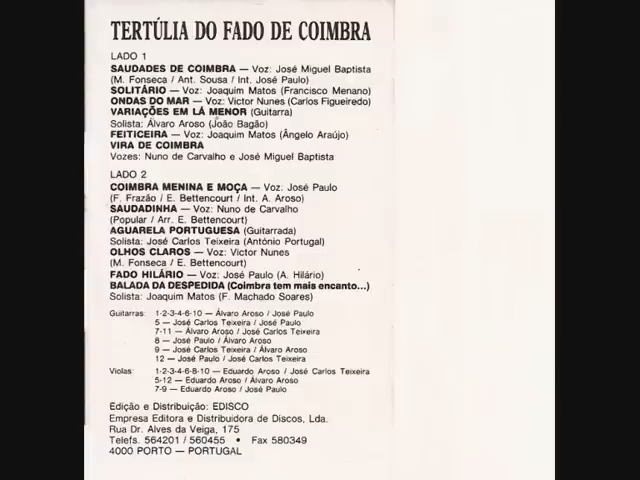 TERTÚLIA DO FADO DE COIMBRA
LADO 1
SAUDADES DE COIMBRA — Voz: José Miguel Baptista
(M. Fonseca / Ant. Sousa / Int. José Paulo)
SOLITÁRIO — Voz: Joaquim Matos (Francisco Menano)
ONDAS DO MAR — Voz: Victor Nunes (Carlos Figueiredo)
VARIAÇÕES EM LÁ MENOR (Guitarra)
Solista: Álvaro Aroso (João Bagão)
FEITICEIRA — Voz: Joaquim Matos (Ângelo Araújo)
VIRA DE COIMBRA
Vozes: Nuno de Carvalho e José Miguel Baptista
LADO 2
COIMBRA MENINA E MOÇA — Voz: José Paulo
(F. Frazão / E. Bettencourt / Int. A. Aroso)
SAUDADINHA — Voz: Nuno de Carvalho
(Popular / Arr. E. Bettencourt)
AGUARELA PORTUGUESA (Guitarrada)
Solista: José Carlos Teixeira (António Portugal)
OLHOS CLAROS — Voz: Victor Nunes
(M. Fonseca / E. Bettencourt)
FADO HILÁRIO — Voz: José Paulo (A. Hilário)
BALADA DA DESPEDIDA (Coimbra tem mais encanto...)
Solista: Joaquim Matos (F. Machado Soares)
Guitarras: 1-2-3-4-6-10 — Álvaro Aroso / José Paulo
5 — José Carlos Teixeira / José Paulo
7-11 — Álvaro Aroso / José Carlos Teixeira
8 — José Paulo / Álvaro Aroso
9 — José Carlos Teixeira / Álvaro Aroso
12 — José Paulo / José Carlos Teixeira
Violas: 1-2-3-4-6-8-10 — Eduardo Aroso / José Carlos Teixeira
5-12 — Eduardo Aroso / Álvaro Aroso
7-9 — Eduardo Aroso / José Paulo
Edição e Distribuição: EDISCO
Empresa Editora e Distribuidora de Discos, Lda.
Rua Dr. Alves da Veiga, 175
Telefs. 564201 / 560455 • Fax 580349
4000 PORTO — PORTUGAL